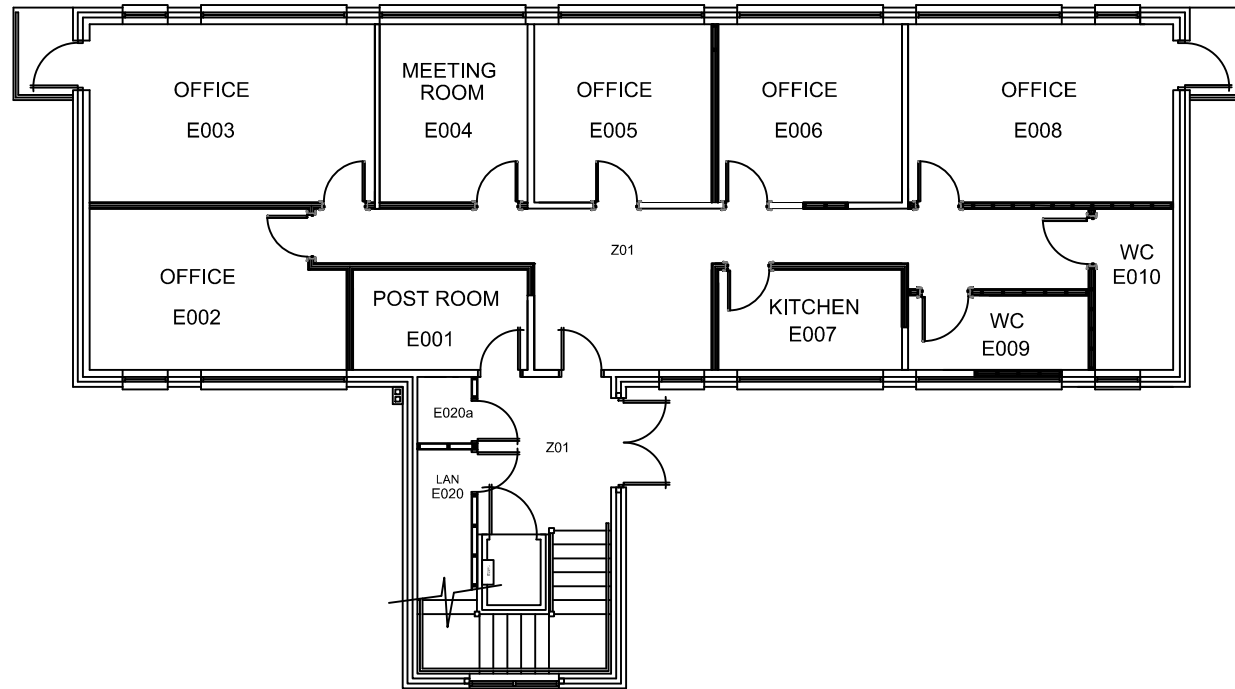 OFFICE
E003
MEETING
ROOM
E004
OFFICE
E005
OFFICE
E006
OFFICE
E008
OFFICE
E002
POST ROOM
E001
Z01
KITCHEN
E007
WC
E009
WC
E010
E020a
Z01
LAN
E020